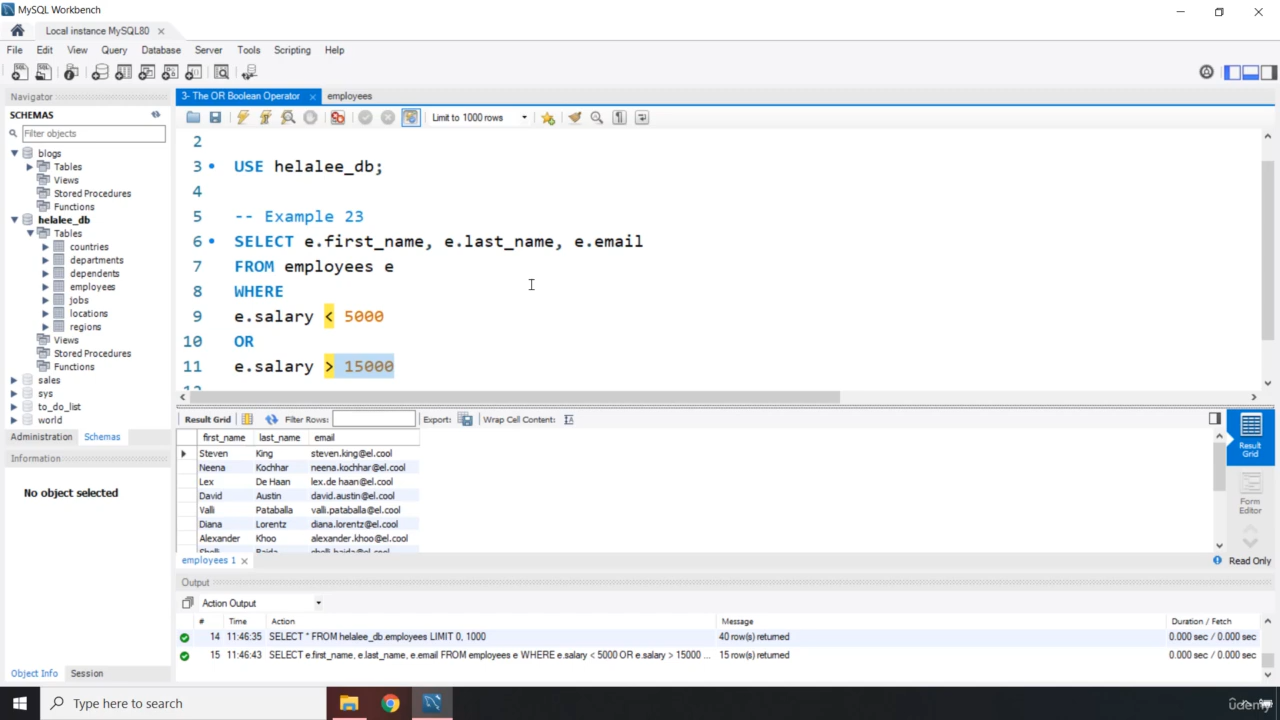 MySQL Workbench
Local instance MySQL80
File Edit View Query Database Server Tools Scripting Help
Navigator
SCHEMAS
Filter objects
blogs
Tables
Views
Stored Procedures
Functions
helalee_db
Tables
countries
departments
dependents
employees
jobs
locations
regions
Views
Stored Procedures
Functions
sales
sys
to_do_list
world
Administration Schemas
Information
No object selected
Object Info Session
3- The OR Boolean Operator employees
Limit to 1000 rows
2
3 USE helalee_db;
4
5 -- Example 23
6 SELECT e.first_name, e.last_name, e.email
7 FROM employees e
8 WHERE
9 e.salary < 5000
10 OR
11 e.salary > 15000
12
Result Grid Filter Rows: Export: Wrap Cell Content:
first_name last_name email
Steven King steven.king@el.cool
Neena Kochhar neena.kochhar@el.cool
Lex De Haan lex.de haan@el.cool
David Austin david.austin@el.cool
Valli Pataballa valli.pataballa@el.cool
Diana Lorentz diana.lorentz@el.cool
Alexander Khoo alexander.khoo@el.cool
Result Grid
Form Editor
employees 1
Read Only
Output
Action Output
# Time Action Message Duration / Fetch
14 11:46:35 SELECT * FROM helalee_db.employees LIMIT 0, 1000 40 row(s) returned 0.000 sec / 0.000 sec
15 11:46:43 SELECT e.first_name, e.last_name, e.email FROM employees e WHERE e.salary < 5000 OR e.salary > 15000 ... 15 row(s) returned 0.000 sec / 0.000 sec
Type here to search
udemy